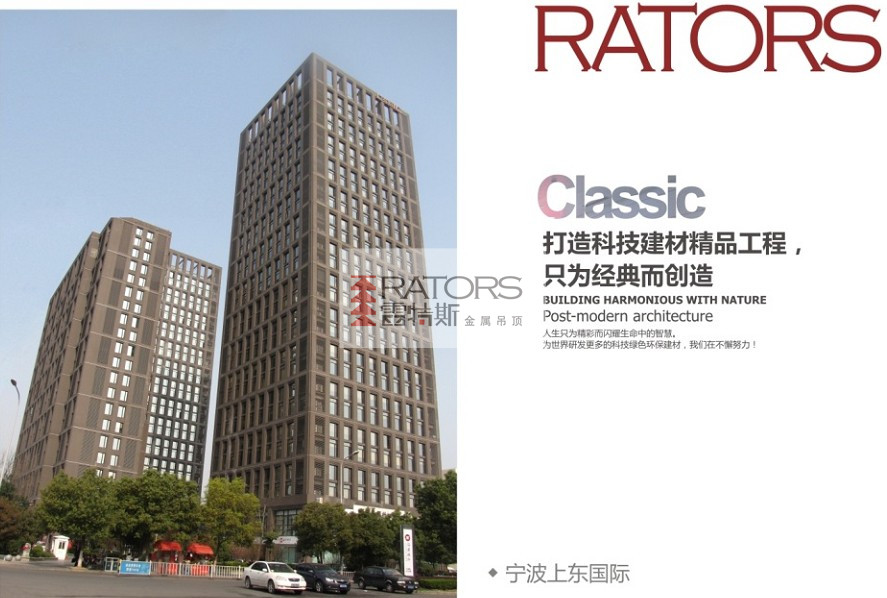 RATORS
Classic
打造科技建材精品工程，
只为经典而创造
BUILDING HARMONIOUS WITH NATURE
Post-modern architecture
人生只为精彩而闪耀生命中的智慧。
为世界研发更多的科技绿色环保建材，我们在不懈努力！
RATORS
雷特斯 金属吊顶
宁波上东国际